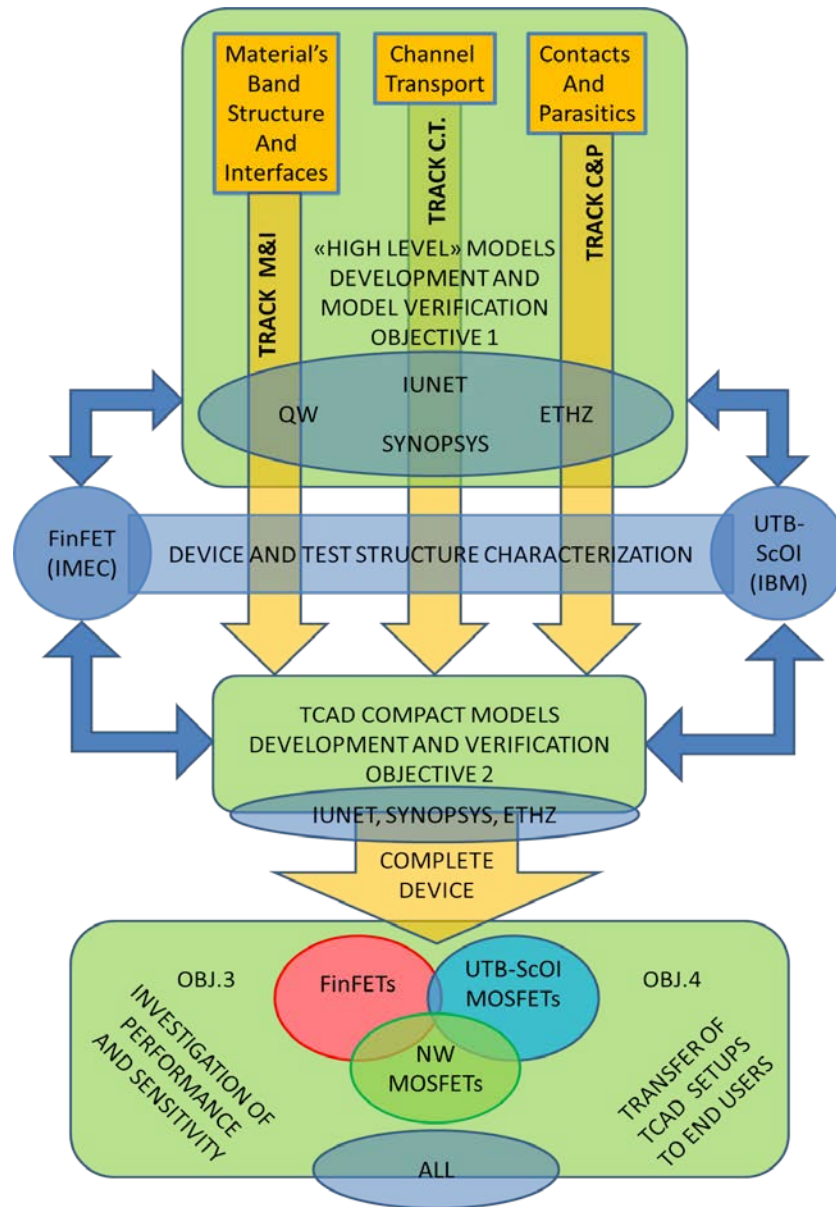 Material's
Band
Structure
And
Interfaces
Channel
Transport
Contacts
And
Parasitics
TRACK M&I
TRACK C.T.
TRACK C&P
«HIGH LEVEL» MODELS
DEVELOPMENT AND
MODEL VERIFICATION
OBJECTIVE 1
IUNET
QW
ETHZ
SYNOPSYS
FinFET
(IMEC)
DEVICE AND TEST STRUCTURE CHARACTERIZATION
UTB-
ScOI
(IBM)
TCAD COMPACT MODELS
DEVELOPMENT AND VERIFICATION
OBJECTIVE 2
IUNET, SYNOPSYS, ETHZ
COMPLETE
DEVICE
OBJ.3
INVESTIGATION OF
PERFORMANCE
AND SENSITIVITY
FinFETs
UTB-ScOI
MOSFETs
NW
MOSFETs
OBJ.4
TRANSFER OF
TCAD SETUPS
TO END USERS
ALL